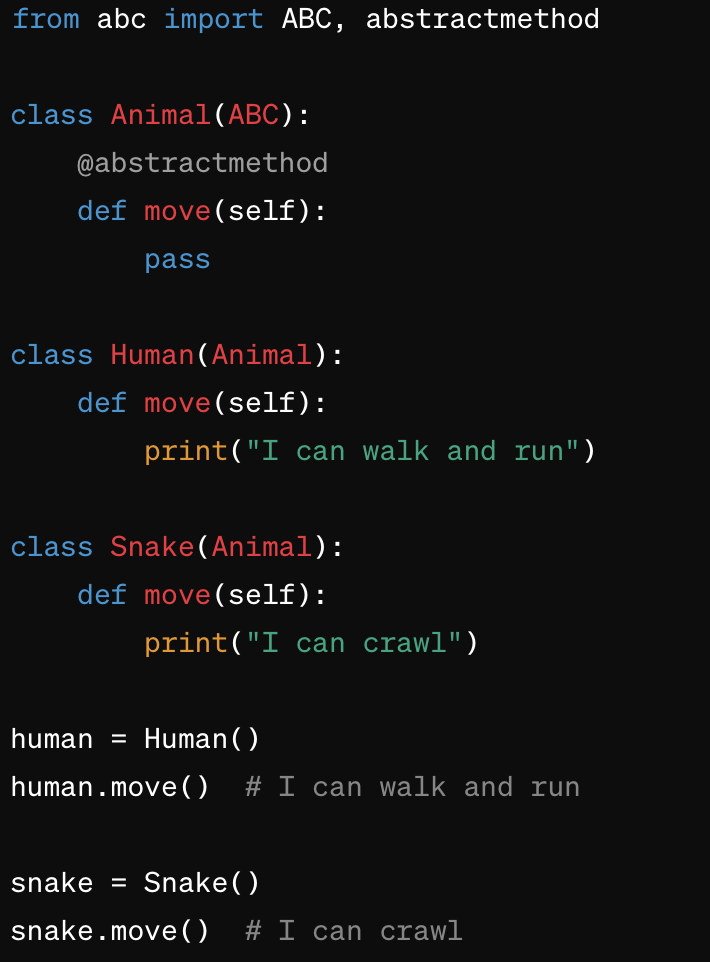 from abc import ABC, abstractmethod
class Animal(ABC):
    @abstractmethod
    def move(self):
        pass
class Human(Animal):
    def move(self):
        print("I can walk and run")
class Snake(Animal):
    def move(self):
        print("I can crawl")
human = Human()
human.move()  # I can walk and run
snake = Snake()
snake.move()  # I can crawl